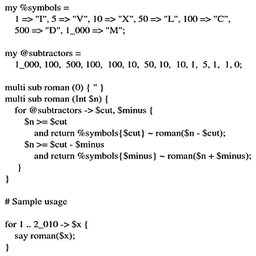 my %symbols =
1 => "I", 5 => "V", 10 => "X", 50 => "L", 100 => "C",
500 => "D", 1_000 => "M";
my @subtractors =
1_000, 100, 500, 100, 100, 10, 50, 10, 10, 1, 5, 1, 1, 0;
multi sub roman (0) { '' }
multi sub roman (Int $n) {
for @subtractors -> $cut, $minus {
$n >= $cut
and return %symbols{$cut} ~ roman($n - $cut);
$n >= $cut - $minus
and return %symbols{$minus} ~ roman($n + $minus);
}
}
# Sample usage
for 1 .. 2_010 -> $x {
say roman($x);
}